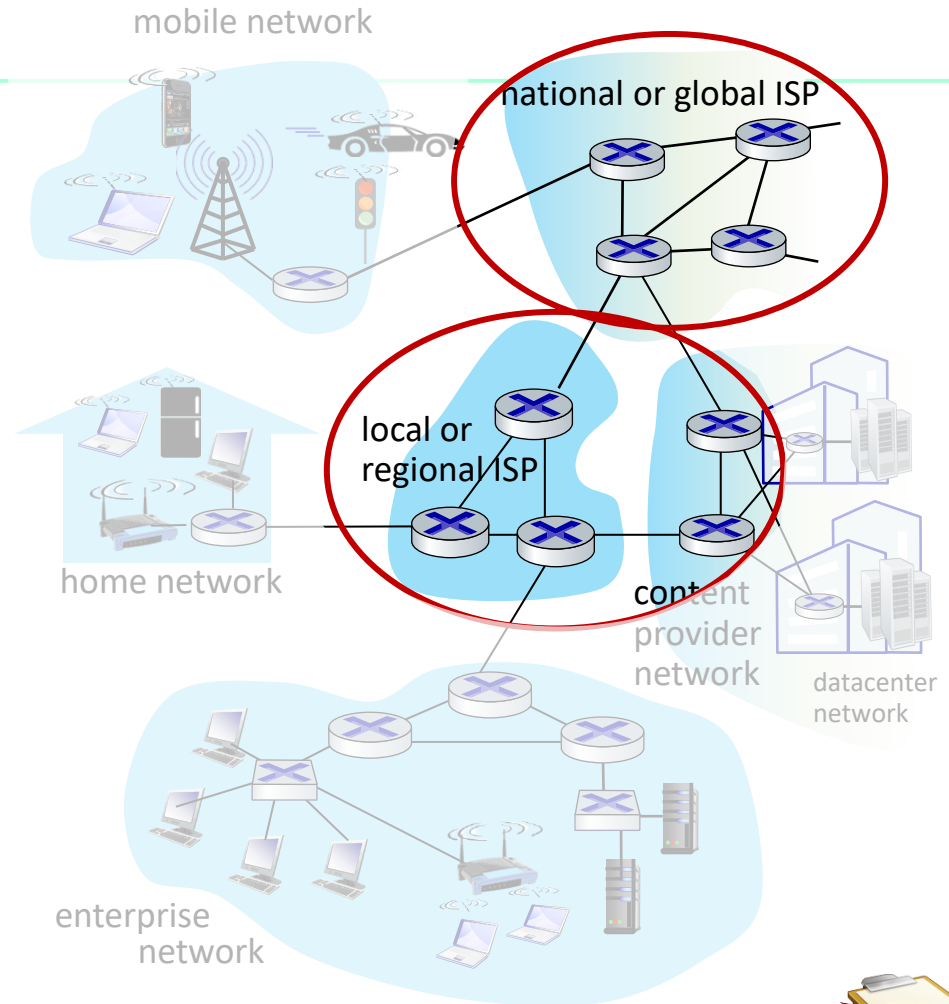 mobile network
national or global ISP
local or
regional ISP
home network
content
provider
network
datacenter
network
enterprise
network